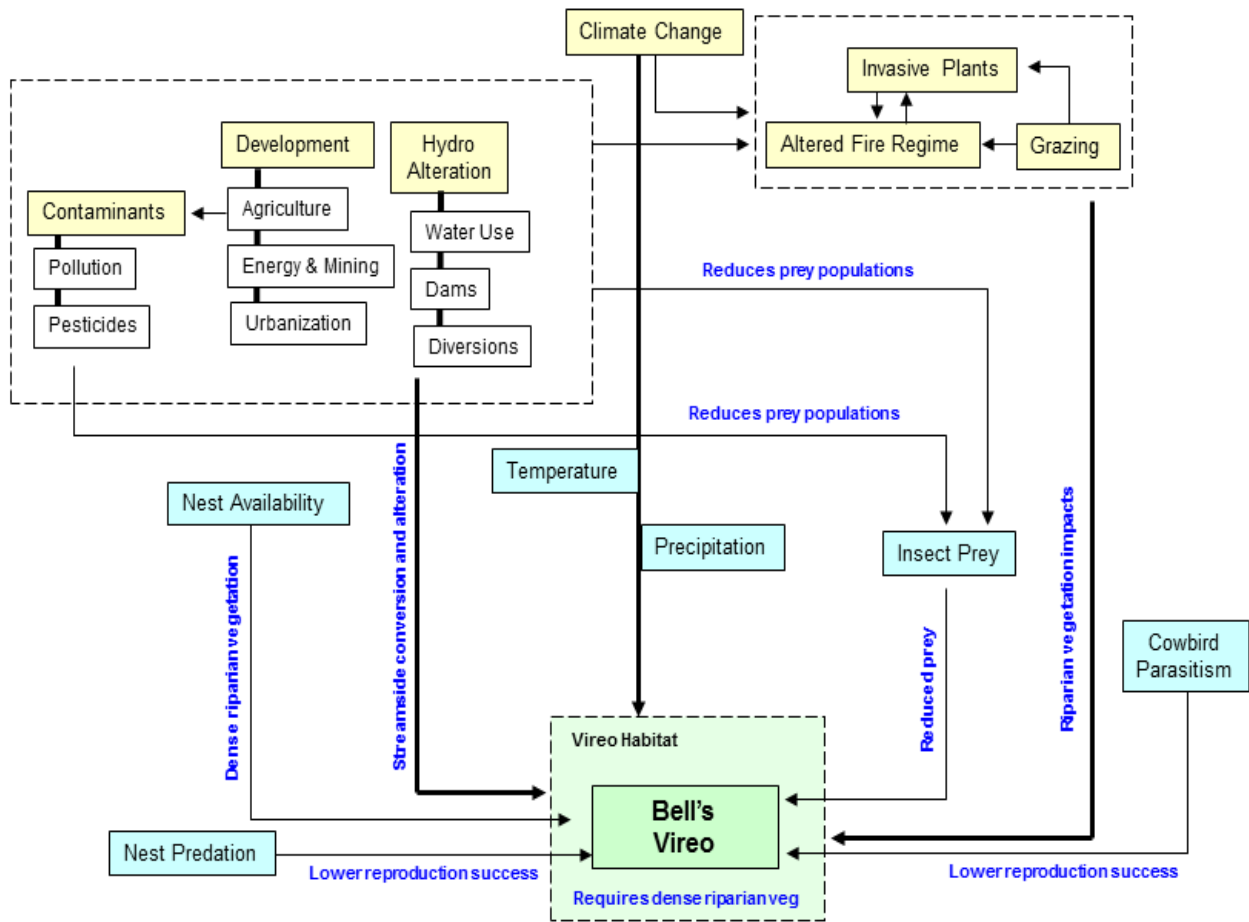 Climate Change
Invasive Plants
Altered Fire Regime
Grazing
Development
Hydro
Alteration
Contaminants
Agriculture
Water Use
Pollution
Energy & Mining
Dams
Pesticides
Urbanization
Diversions
Reduces prey populations
Reduces prey populations
Temperature
Nest Availability
Precipitation
Insect Prey
Dense riparian vegetation
Streamside conversion and alteration
Reduced prey
Riparian vegetation impacts
Cowbird
Parasitism
Vireo Habitat
Bell's
Vireo
Nest Predation
Lower reproduction success
Requires dense riparian veg
Lower reproduction success